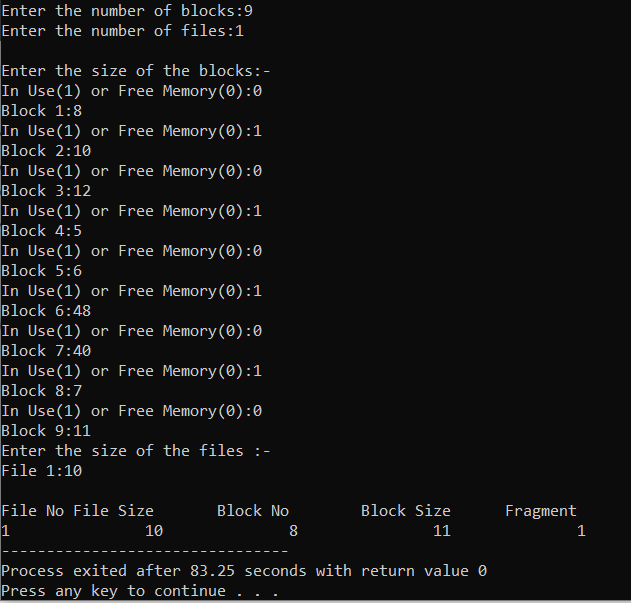 Enter the number of blocks:9
Enter the number of files:1
Enter the size of the blocks:-
In Use(1) or Free Memory(0):0
Block 1:8
In Use(1) or Free Memory(0):1
Block 2:10
In Use(1) or Free Memory(0):0
Block 3:12
In Use(1) or Free Memory(0):1
Block 4:5
In Use(1) or Free Memory(0):0
Block 5:6
In Use(1) or Free Memory(0):1
Block 6:48
In Use(1) or Free Memory(0):0
Block 7:40
In Use(1) or Free Memory(0):1
Block 8:7
In Use(1) or Free Memory(0):0
Block 9:11
Enter the size of the files :-
File 1:10
File No File Size       Block No        Block Size      Fragment
1               10              8               11              1
--------------------------------
Process exited after 83.25 seconds with return value 0
Press any key to continue . . .